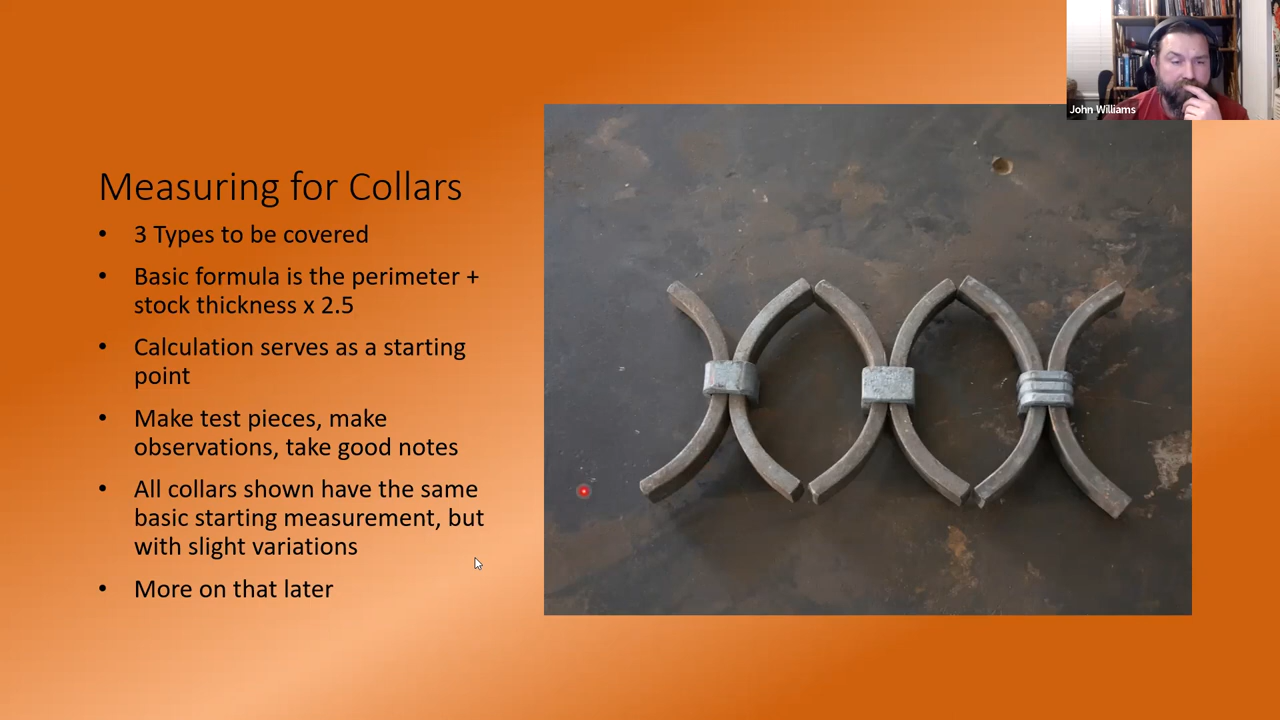 Measuring for Collars
• 3 Types to be covered
• Basic formula is the perimeter +
stock thickness x 2.5
• Calculation serves as a starting
point
• Make test pieces, make
observations, take good notes
• All collars shown have the same
basic starting measurement, but
with slight variations
• More on that later
John Williams